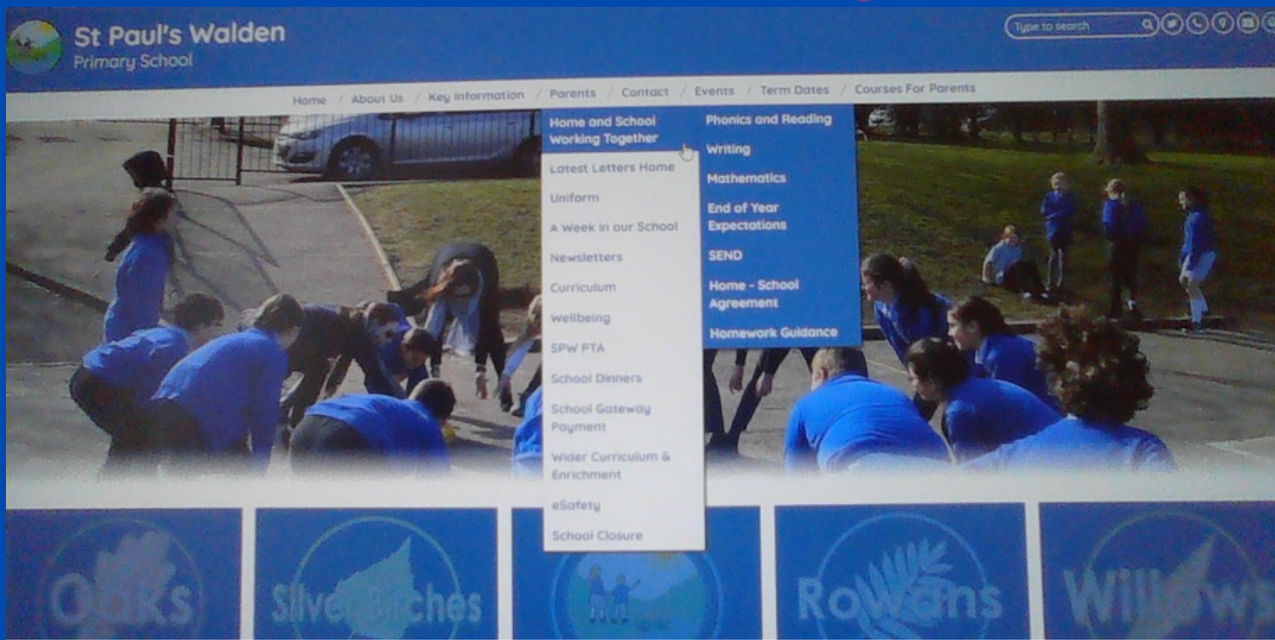 St Paul's Walden
Primary School
Type to search
Home / About Us / Key Information / Parents / Contact / Events / Term Dates / Courses For Parents
Home and School
Working Together
Latest Letters Home
Uniform
A Week in our School
Newsletters
Curriculum
Wellbeing
SPW PTA
School Dinners
School Gateway
Payment
Wider Curriculum &
Enrichment
eSafety
School Closure
Phonics and Reading
Writing
Mathematics
End of Year
Expectations
SEND
Home - School
Agreement
Homework Guidance
Oaks
Silver Birches
Rowans
Willows